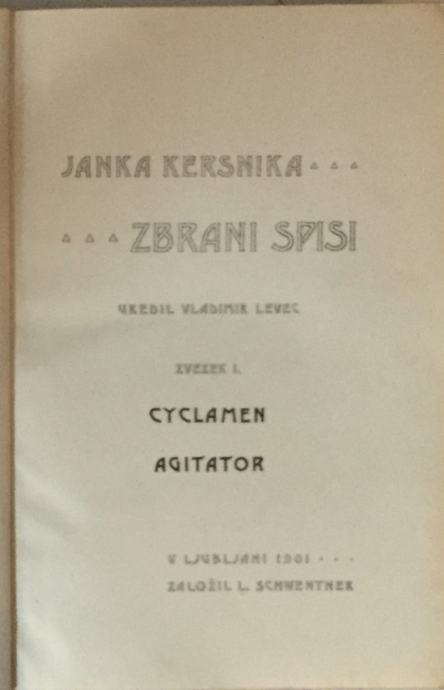 JANKA KERSNIKA
ZBRANI SPISI
UREDIL VLADIMIR LEVEC
ZVEZEK I.
CYCLAMEN
AGITATOR
V LJUBLJANI 1901
ZALOŽIL L. SCHWENTNER